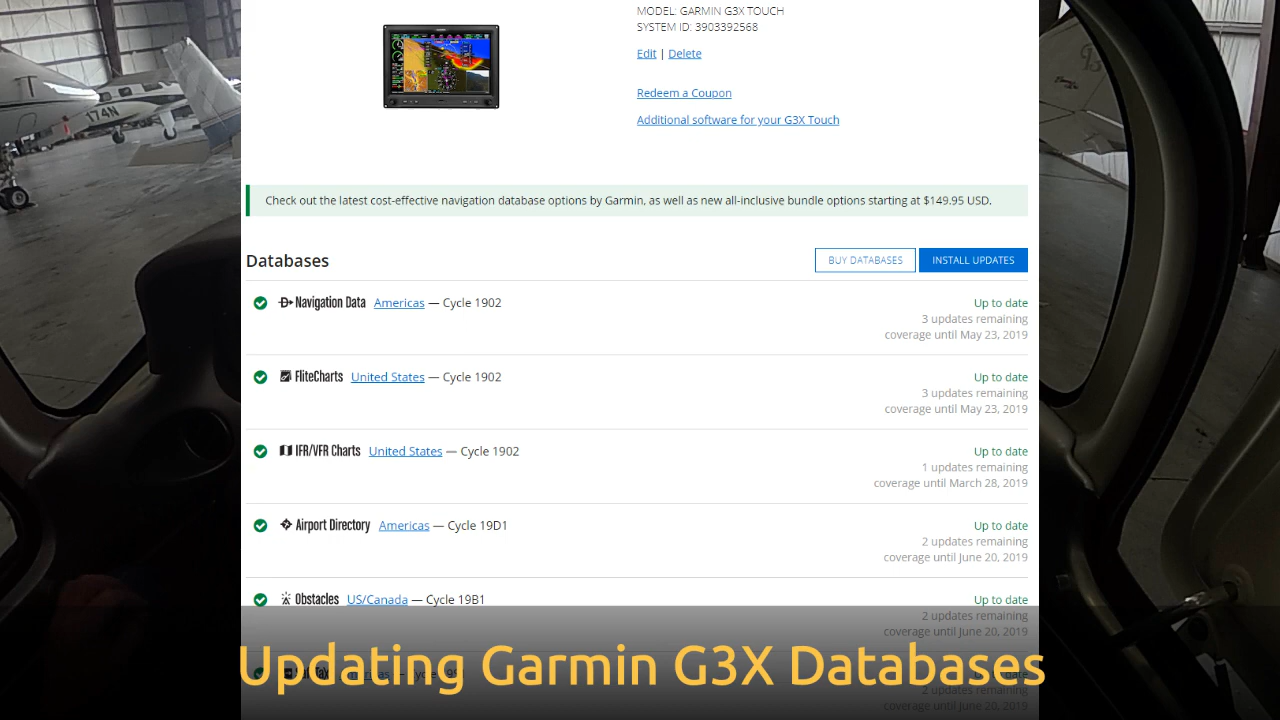 MODEL: GARMIN G3X TOUCH
SYSTEM ID: 3903392568
Edit | Delete
Redeem a Coupon
Additional software for your G3X Touch
174N
Check out the latest cost-effective navigation database options by Garmin, as well as new all-inclusive bundle options starting at $149.95 USD.
Databases
BUY DATABASES
INSTALL UPDATES
Navigation Data Americas — Cycle 1902
Up to date
3 updates remaining
coverage until May 23, 2019
FliteCharts United States — Cycle 1902
Up to date
3 updates remaining
coverage until May 23, 2019
IFR/VFR Charts United States — Cycle 1902
Up to date
1 updates remaining
coverage until March 28, 2019
Airport Directory Americas — Cycle 19D1
Up to date
2 updates remaining
coverage until June 20, 2019
Obstacles US/Canada — Cycle 19B1
Up to date
2 updates remaining
coverage until June 20, 2019
Updating Garmin G3X Databases
2 updates remaining
coverage until June 20, 2019